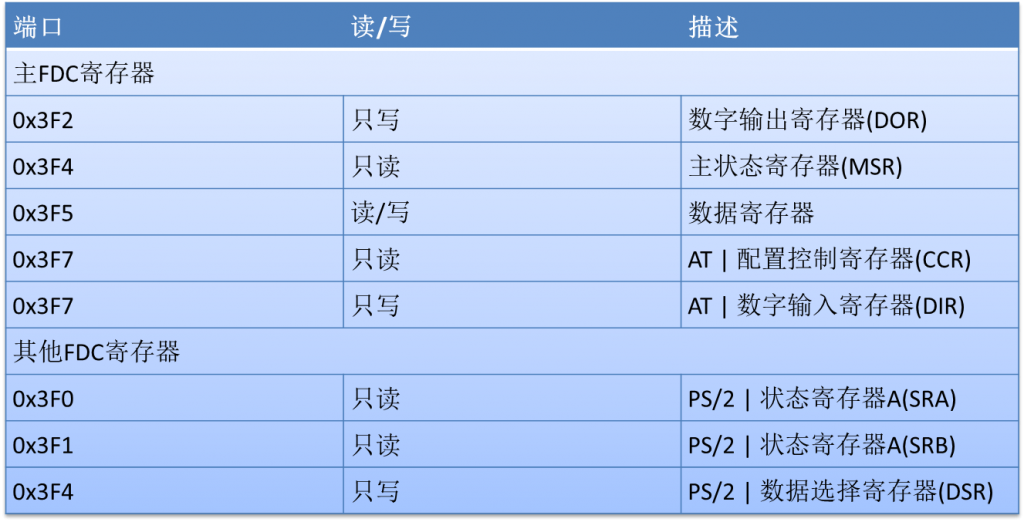 端口 读/写 描述
主FDC寄存器
0x3F2 只写 数字输出寄存器(DOR)
0x3F4 只读 主状态寄存器(MSR)
0x3F5 读/写 数据寄存器
0x3F7 只读 AT | 配置控制寄存器(CCR)
0x3F7 只写 AT | 数字输入寄存器(DIR)
其他FDC寄存器
0x3F0 只读 PS/2 | 状态寄存器A(SRA)
0x3F1 只读 PS/2 | 状态寄存器A(SRB)
0x3F4 只写 PS/2 | 数据选择寄存器(DSR)